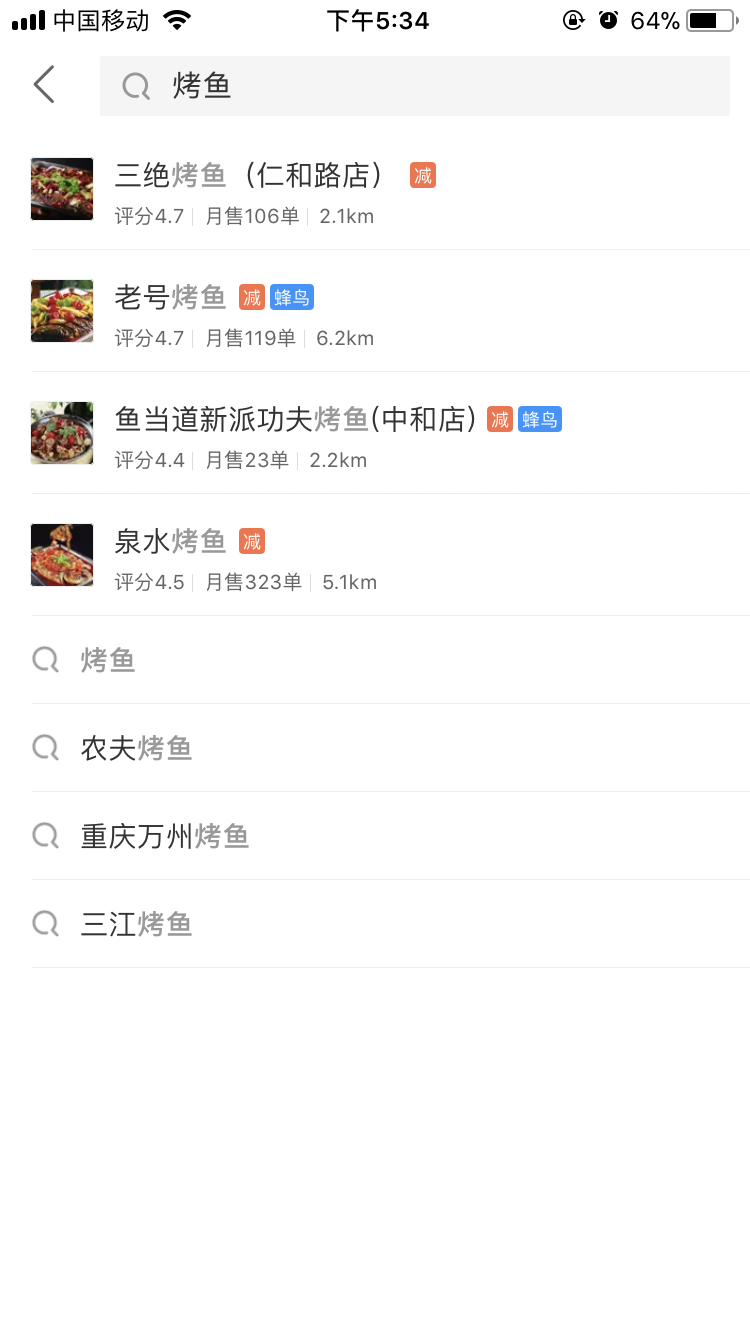 中国移动 下午5:34 64%
烤鱼
三绝烤鱼（仁和路店） 减
评分4.7 月售106单 2.1km
老号烤鱼 减 蜂鸟
评分4.7 月售119单 6.2km
鱼当道新派功夫烤鱼(中和店) 减 蜂鸟
评分4.4 月售23单 2.2km
泉水烤鱼 减
评分4.5 月售323单 5.1km
烤鱼
农夫烤鱼
重庆万州烤鱼
三江烤鱼